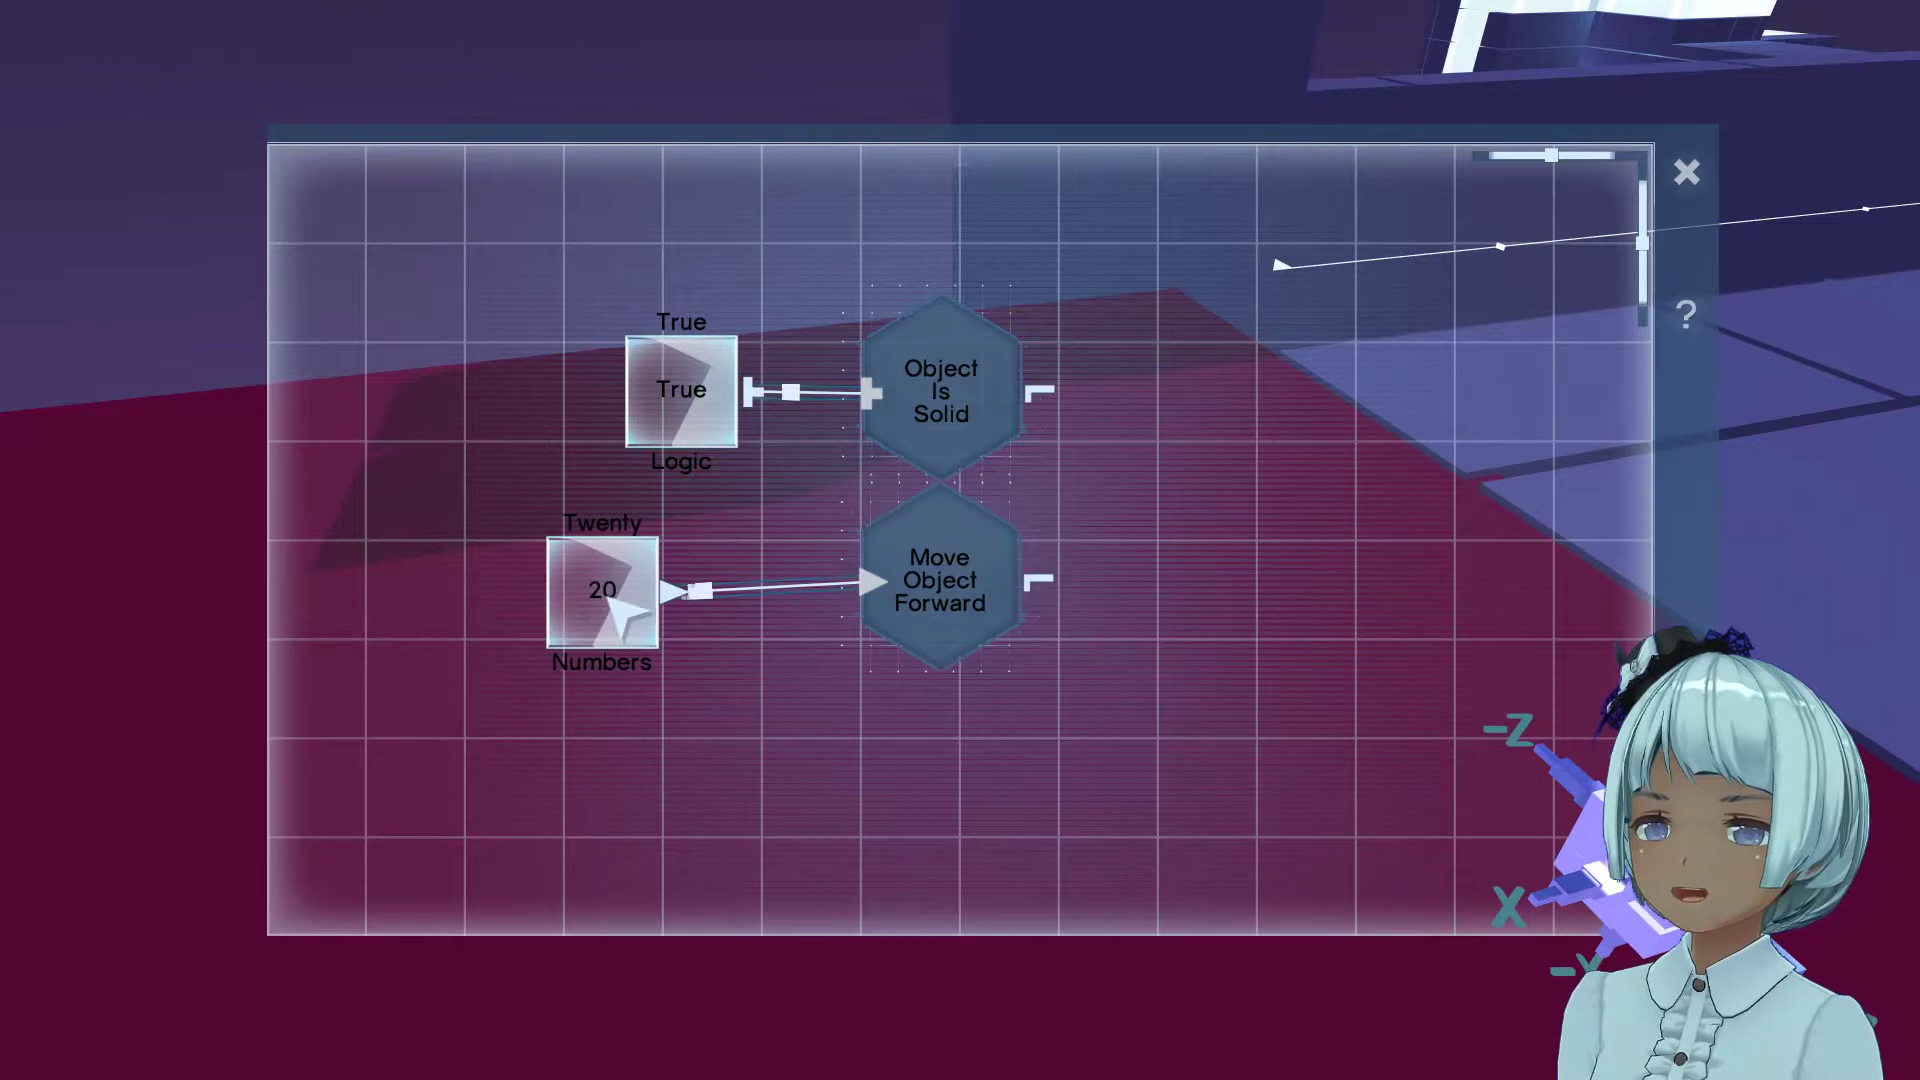 True
True
Logic
Object
Is
Solid
Twenty
20
Numbers
Move
Object
Forward
?
-Z
X
-Y